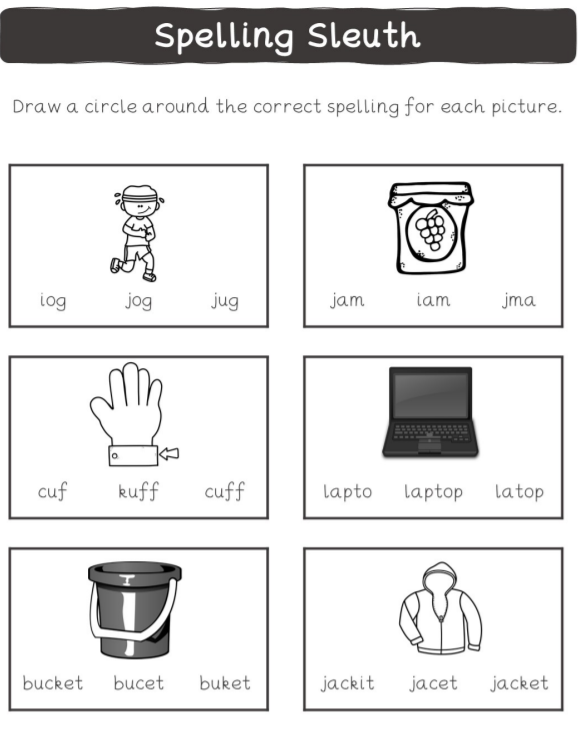 Spelling Sleuth
Draw a circle around the correct spelling for each picture.
iog jog jug
jam iam jma
cuf kuff cuff
lapto laptop latop
bucket bucet buket
jackit jacet jacket